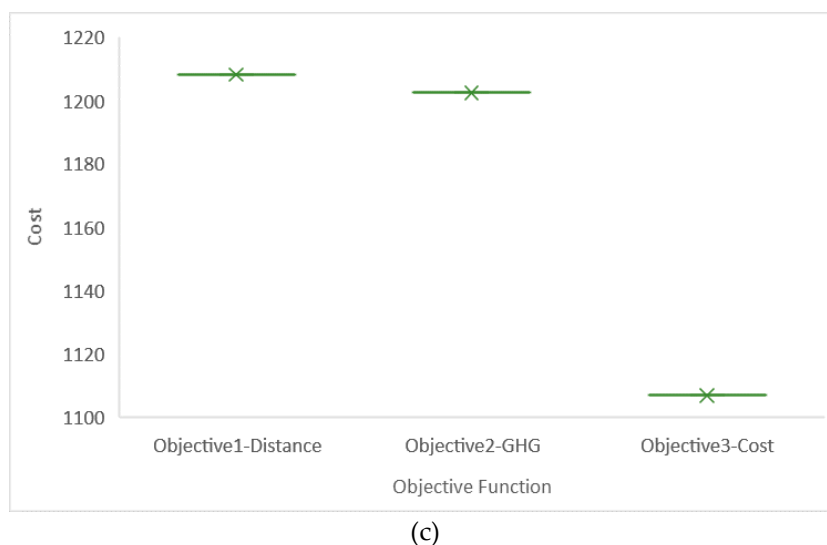 1220
1200
1180
1160
1140
1120
1100
Cost
Objective1-Distance Objective2-GHG Objective3-Cost
Objective Function
(c)